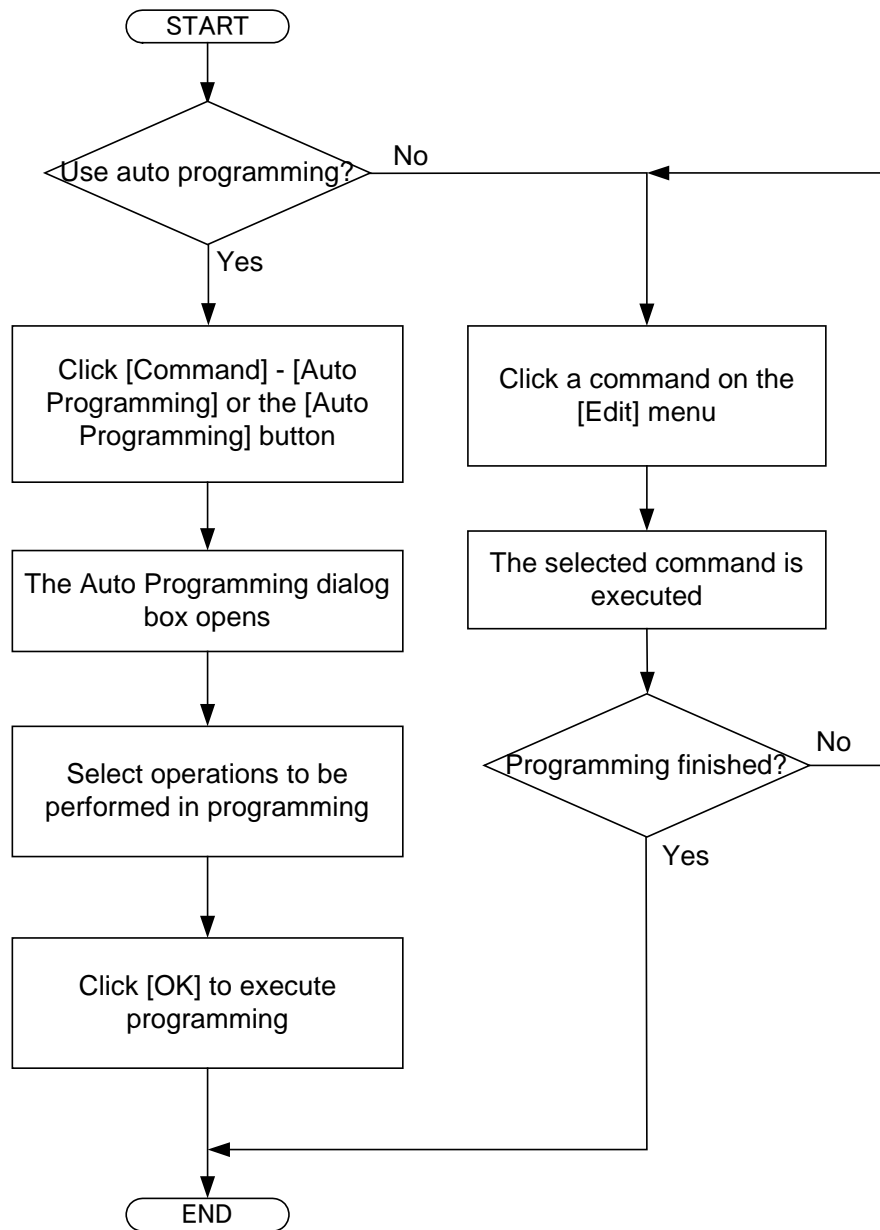 START
Use auto programming?
No
Yes
Click [Command] - [Auto
Programming] or the [Auto
Programming] button
The Auto Programming dialog
box opens
Select operations to be
performed in programming
Click [OK] to execute
programming
Click a command on the
[Edit] menu
The selected command is
executed
Programming finished?
No
Yes
END